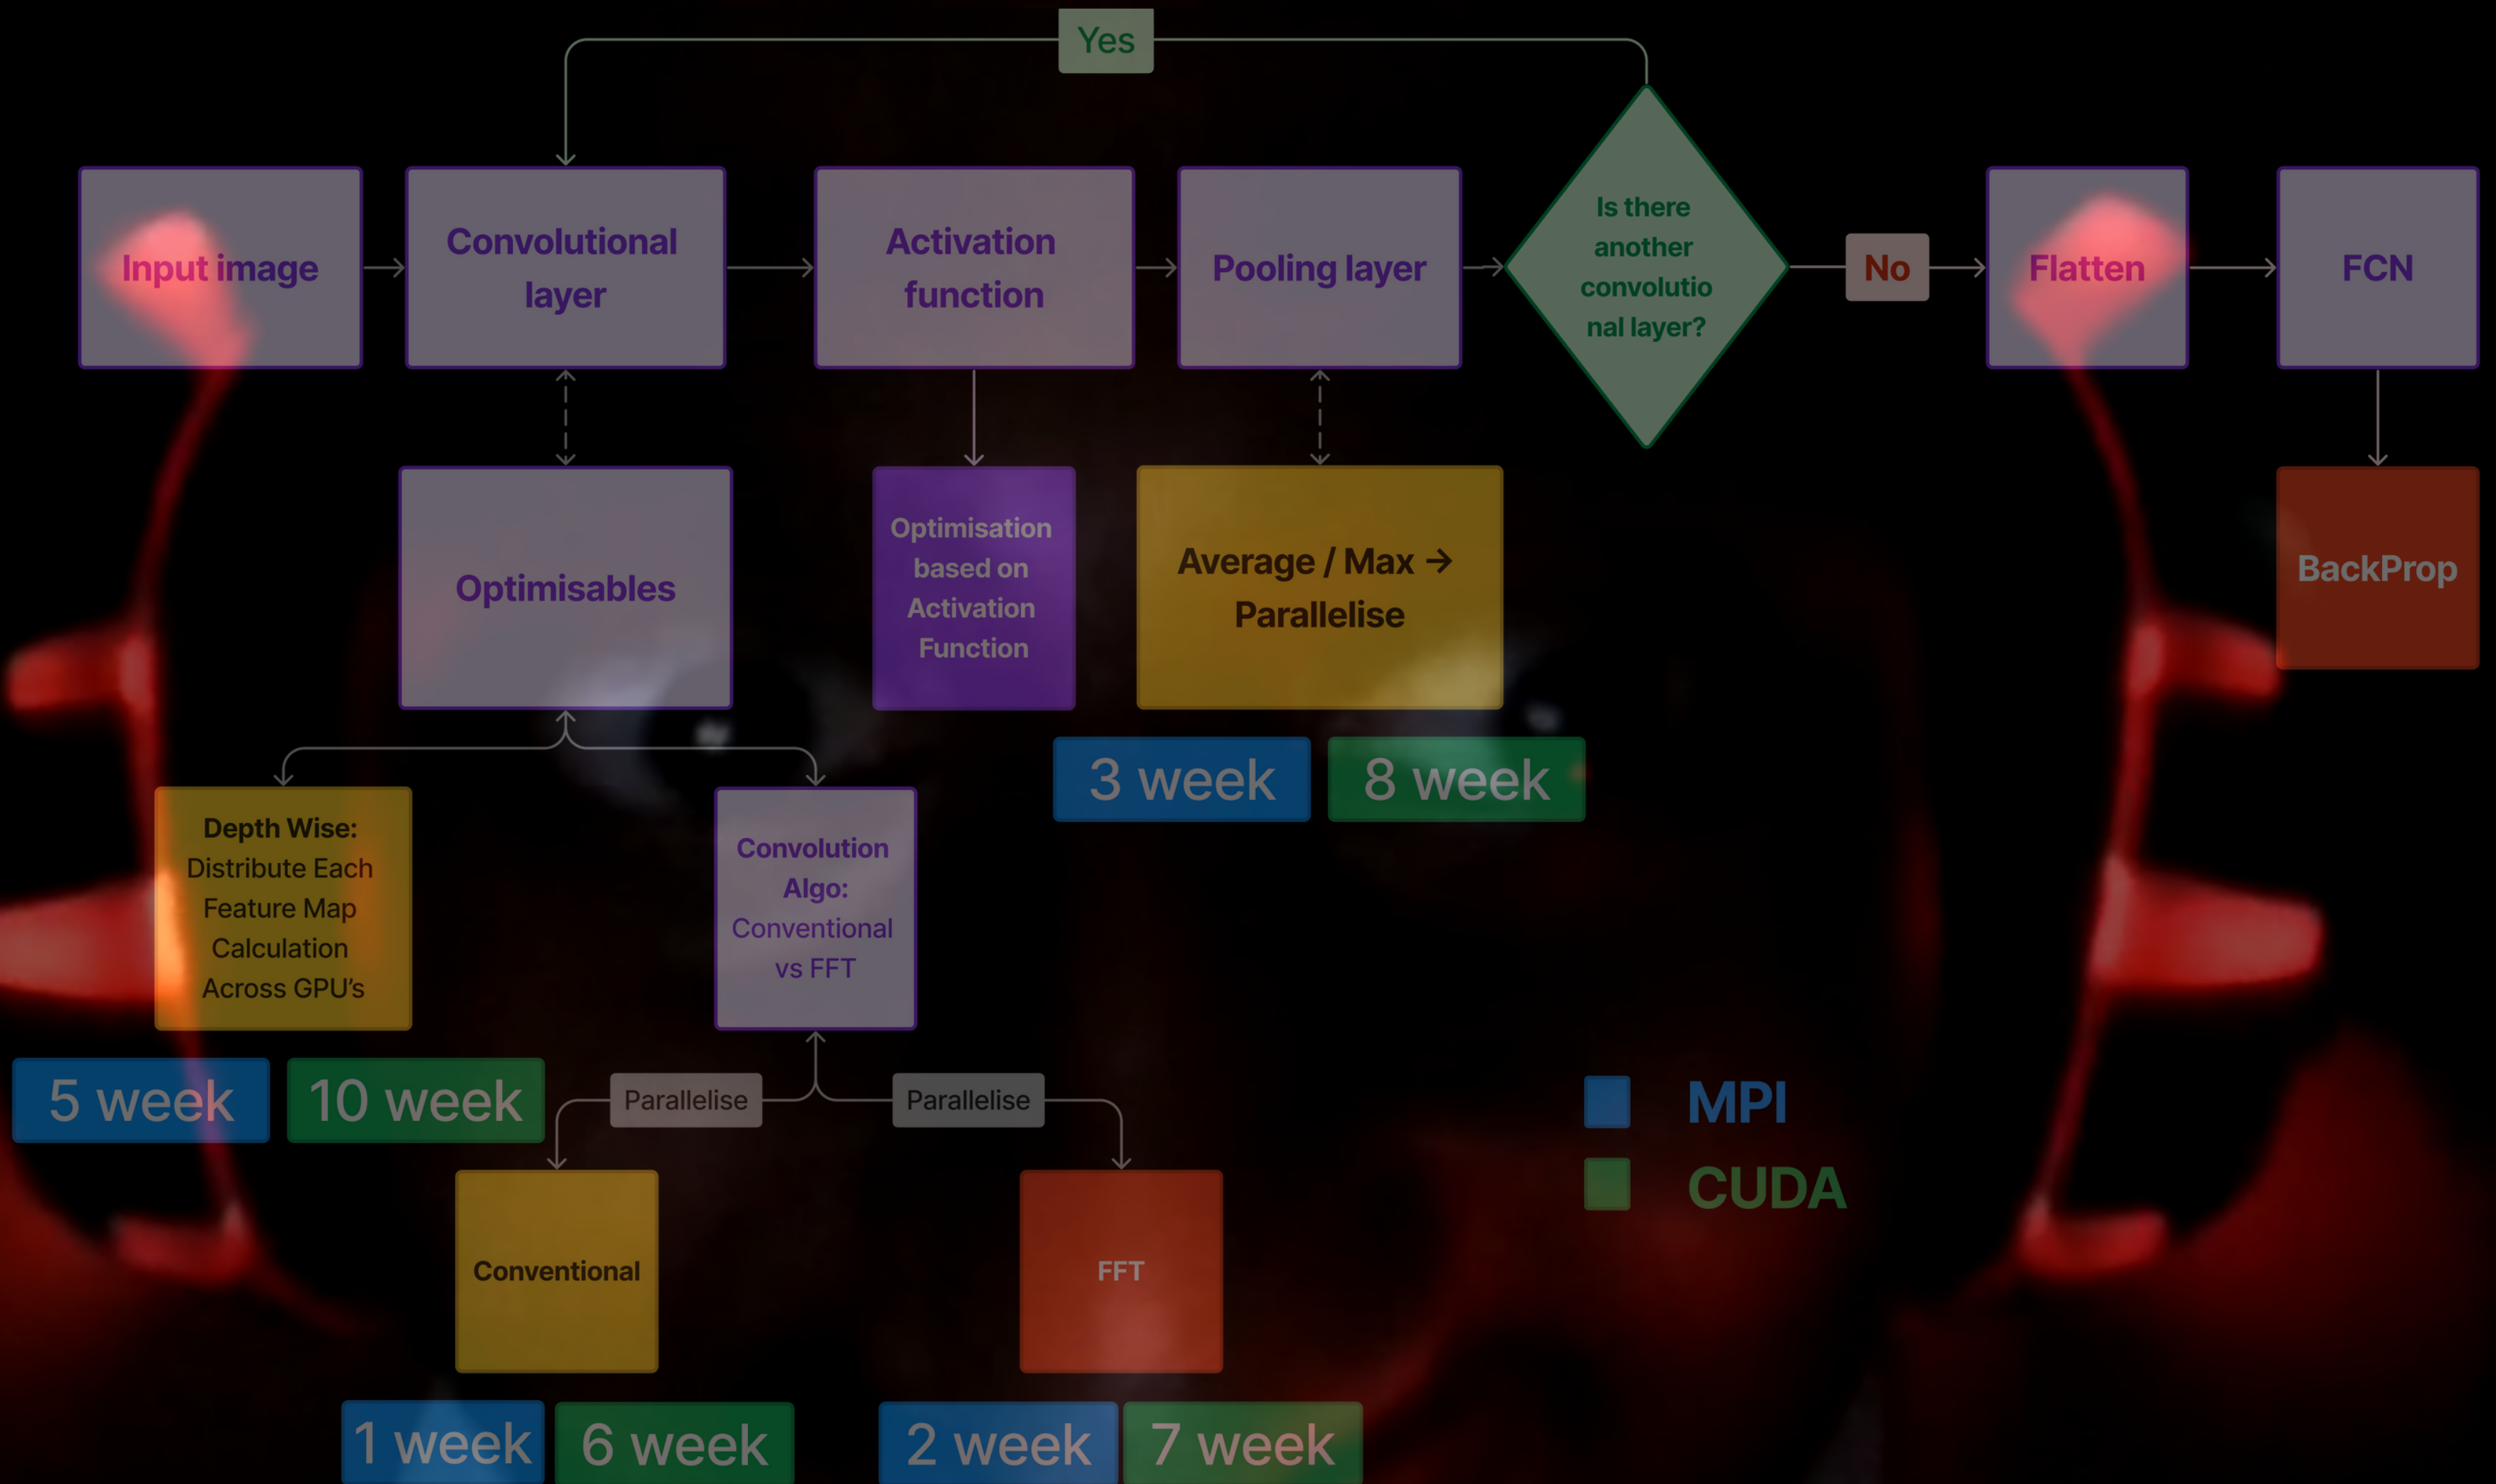 Yes
Input image
Convolutional
layer
Activation
function
Pooling layer
Is there
another
convolutio
nal layer?
No
Flatten
FCN
Optimisables
Optimisation
based on
Activation
Function
Average / Max →
Parallelise
BackProp
3 week
8 week
Depth Wise:
Distribute Each
Feature Map
Calculation
Across GPU’s
Convolution
Algo:
Conventional
vs FFT
5 week
10 week
Parallelise
Parallelise
MPI
CUDA
Conventional
FFT
1 week
6 week
2 week
7 week